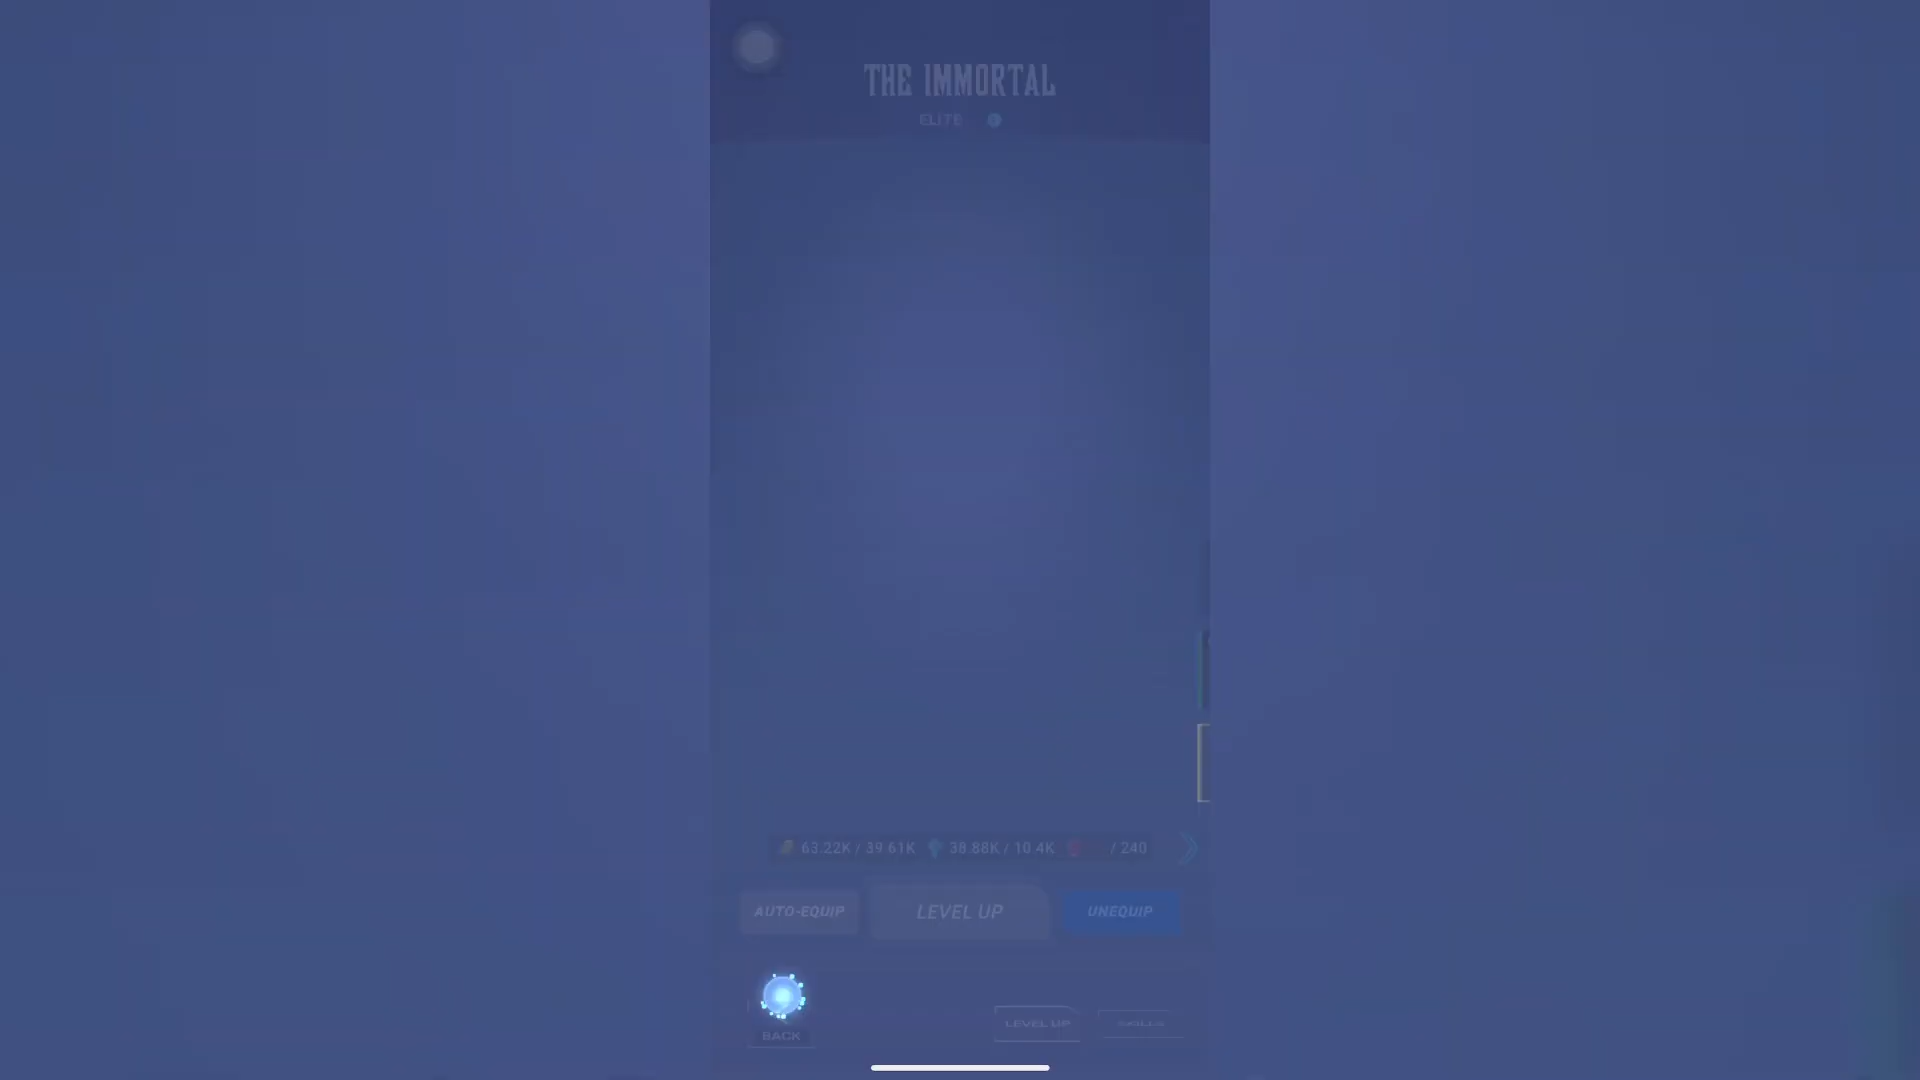 THE IMMORTAL
ELITE
63.22K / 39.61K 38.88K / 10.4K / 240
AUTO-EQUIP LEVEL UP UNEQUIP
LEVEL UP SKILLS
BACK